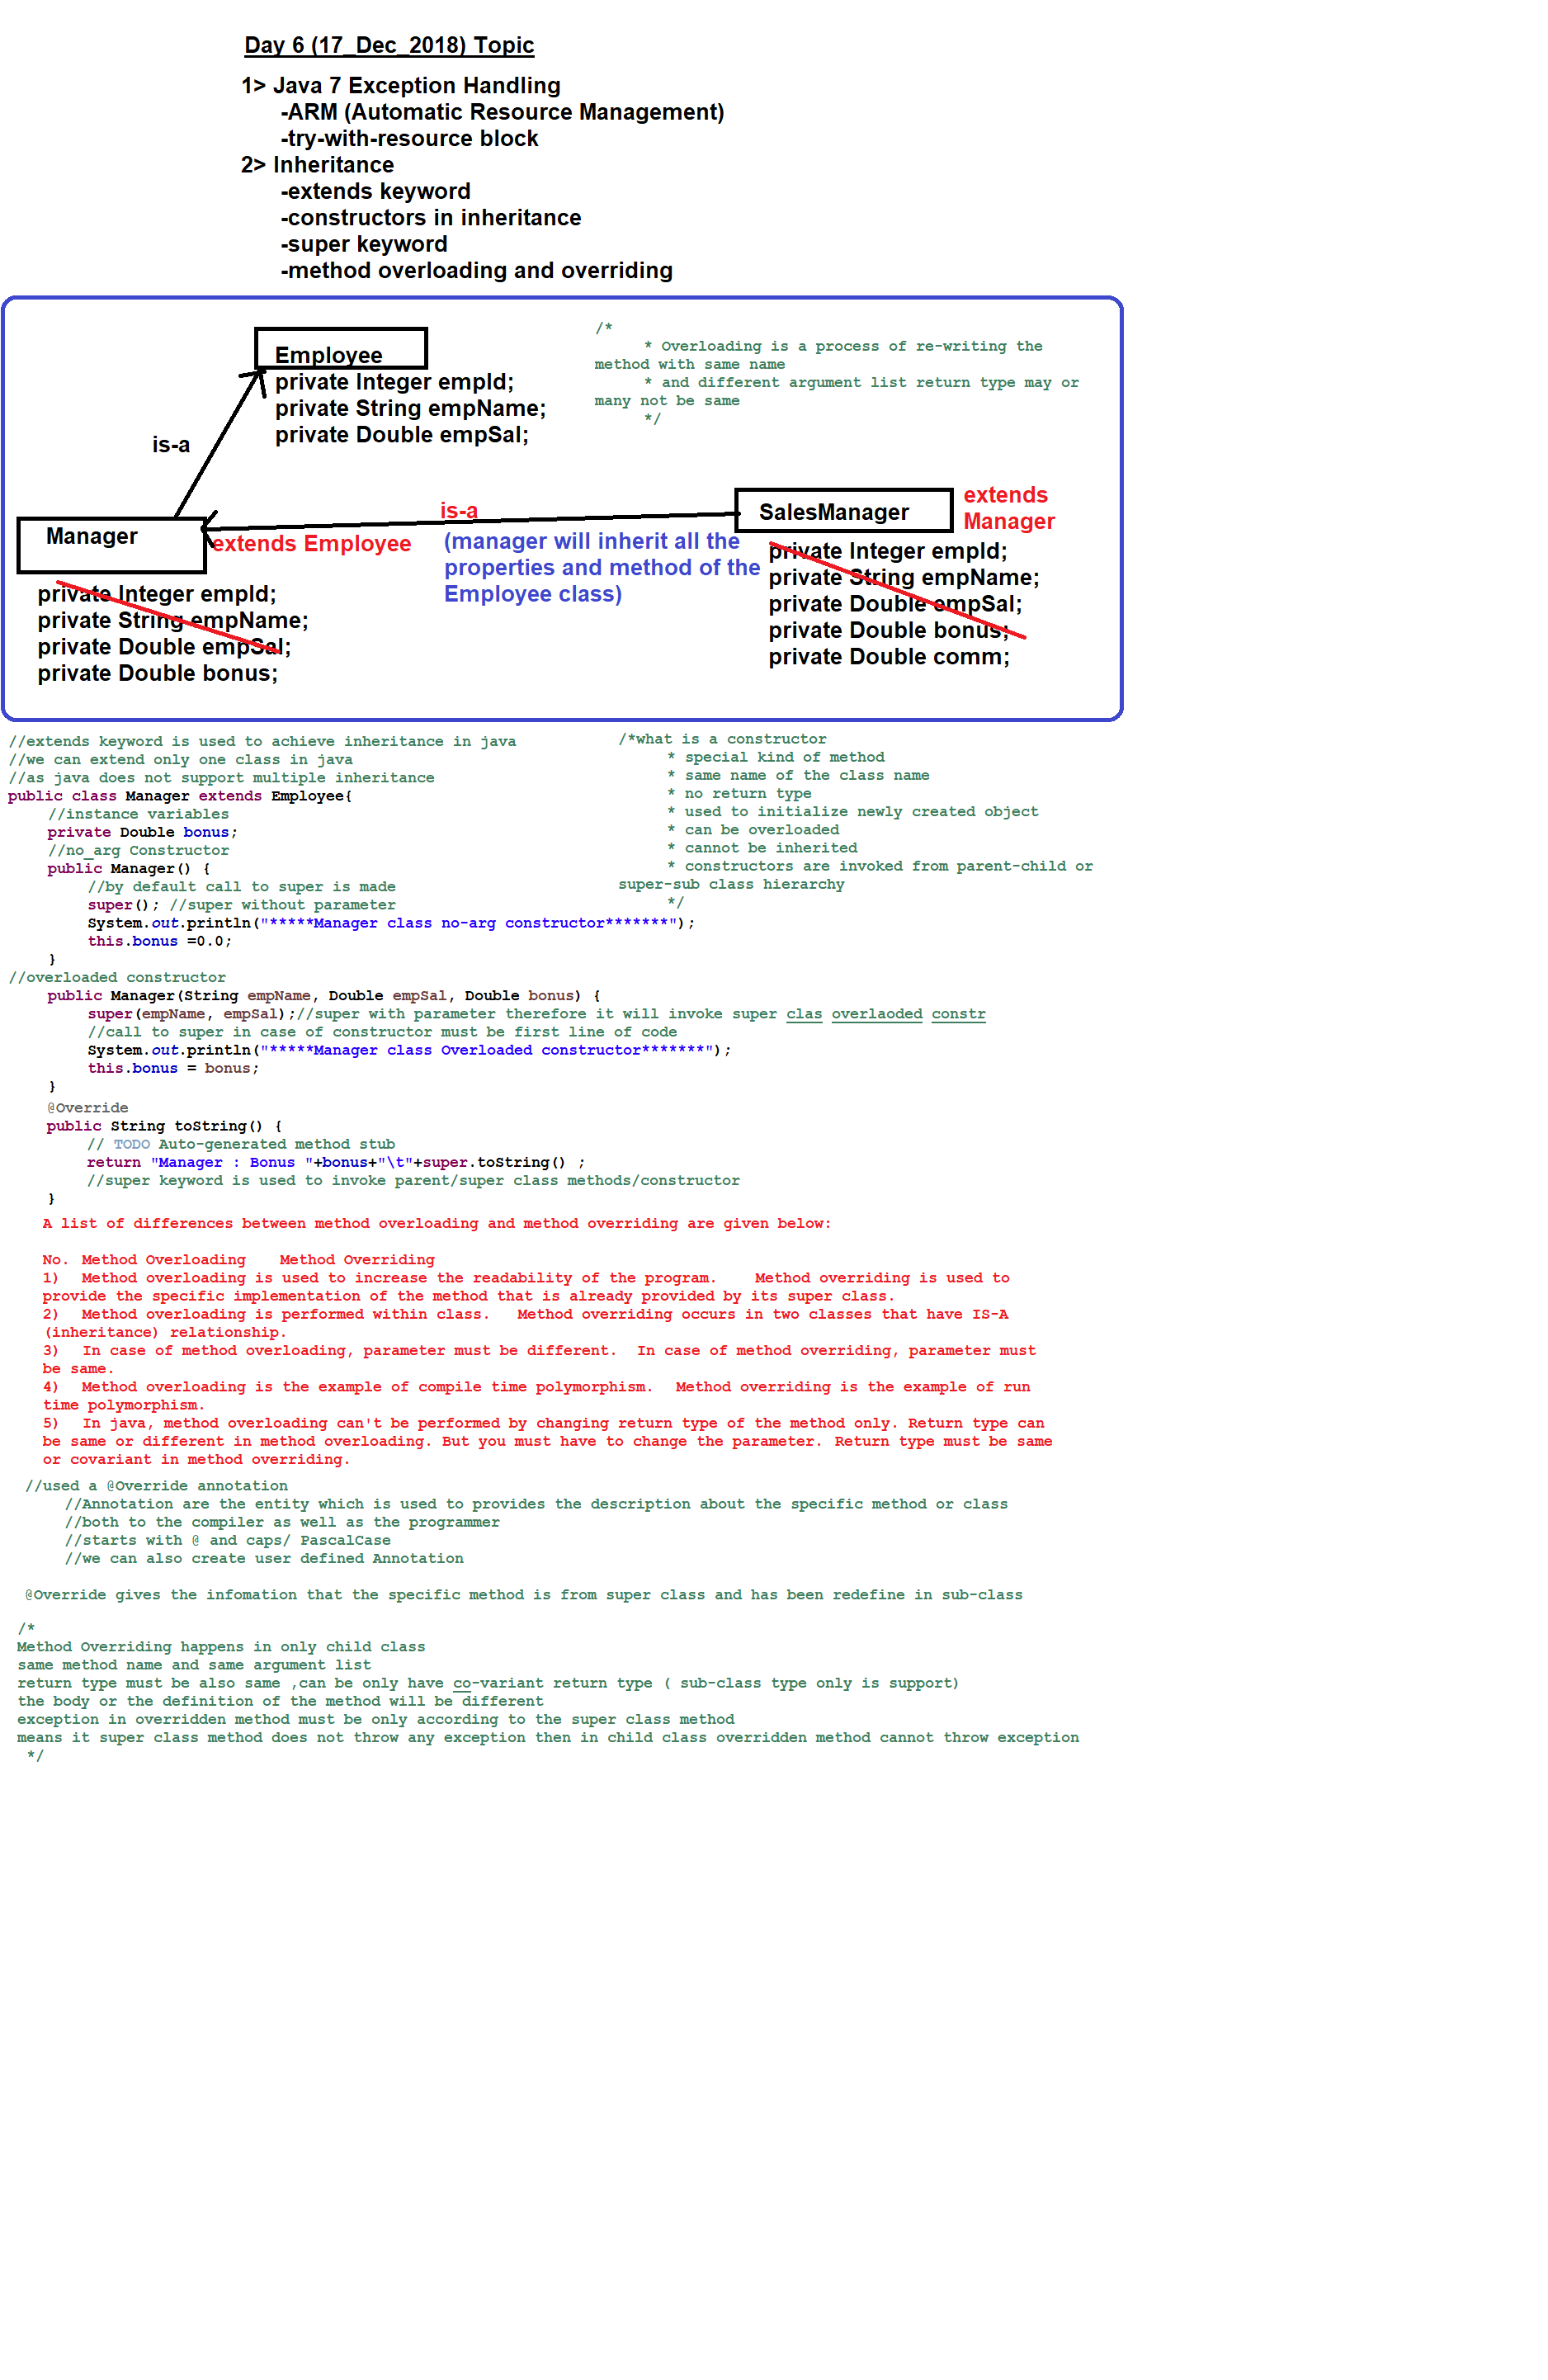 Day 6 (17_Dec_2018) Topic
1> Java 7 Exception Handling
-ARM (Automatic Resource Management)
-try-with-resource block
2> Inheritance
-extends keyword
-constructors in inheritance
-super keyword
-method overloading and overriding
Employee
private Integer empId;
private String empName;
private Double empSal;
/*
* Overloading is a process of re-writing the
method with same name
* and different argument list return type may or
many not be same
*/
is-a
Manager
extends Employee
is-a
(manager will inherit all the
properties and method of the
Employee class)
SalesManager
extends
Manager
private Integer empId;
private String empName;
private Double empSal;
private Double bonus;
private Double comm;
private Integer empId;
private String empName;
private Double empSal;
private Double bonus;
//extends keyword is used to achieve inheritance in java
//we can extend only one class in java
//as java does not support multiple inheritance
public class Manager extends Employee{
//instance variables
private Double bonus;
//no_arg Constructor
public Manager() {
//by default call to super is made
super(); //super without parameter
System.out.println("*****Manager class no-arg constructor*******");
this.bonus =0.0;
}
/*what is a constructor
* special kind of method
* same name of the class name
* no return type
* used to initialize newly created object
* can be overloaded
* cannot be inherited
* constructors are invoked from parent-child or
super-sub class hierarchy
*/
//overloaded constructor
public Manager(String empName, Double empSal, Double bonus) {
super(empName, empSal);//super with parameter therefore it will invoke super clas overlaoded constr
//call to super in case of constructor must be first line of code
System.out.println("*****Manager class Overloaded constructor*******");
this.bonus = bonus;
}
@Override
public String toString() {
// TODO Auto-generated method stub
return "Manager : Bonus "+bonus+"\t"+super.toString() ;
//super keyword is used to invoke parent/super class methods/constructor
}
A list of differences between method overloading and method overriding are given below:
No. Method Overloading Method Overriding
1) Method overloading is used to increase the readability of the program. Method overriding is used to
provide the specific implementation of the method that is already provided by its super class.
2) Method overloading is performed within class. Method overriding occurs in two classes that have IS-A
(inheritance) relationship.
3) In case of method overloading, parameter must be different. In case of method overriding, parameter must
be same.
4) Method overloading is the example of compile time polymorphism. Method overriding is the example of run
time polymorphism.
5) In java, method overloading can't be performed by changing return type of the method only. Return type can
be same or different in method overloading. But you must have to change the parameter. Return type must be same
or covariant in method overriding.
//used a @Override annotation
//Annotation are the entity which is used to provides the description about the specific method or class
//both to the compiler as well as the programmer
//starts with @ and caps/ PascalCase
//we can also create user defined Annotation
@Override gives the infomation that the specific method is from super class and has been redefine in sub-class
/*
Method Overriding happens in only child class
same method name and same argument list
return type must be also same ,can be only have co-variant return type ( sub-class type only is support)
the body or the definition of the method will be different
exception in overridden method must be only according to the super class method
means it super class method does not throw any exception then in child class overridden method cannot throw exception
*/